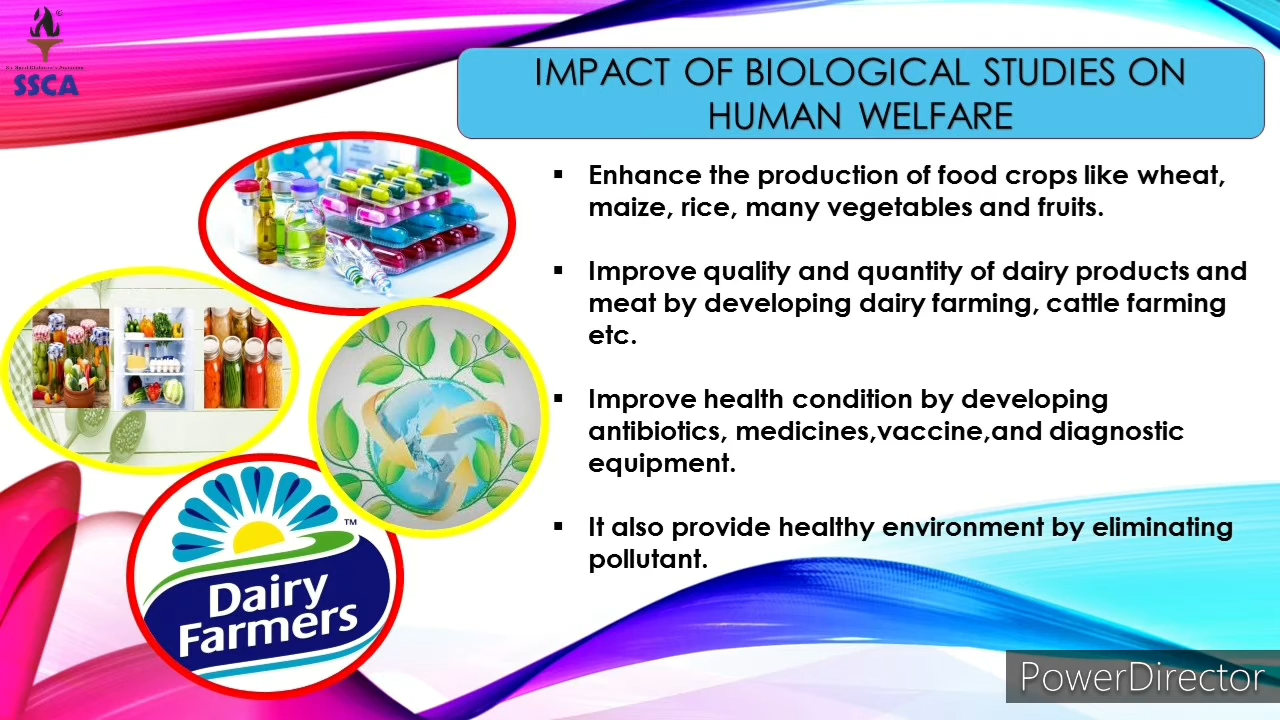 ©
SSCA
IMPACT OF BIOLOGICAL STUDIES ON
HUMAN WELFARE
▪ Enhance the production of food crops like wheat,
maize, rice, many vegetables and fruits.
▪ Improve quality and quantity of dairy products and
meat by developing dairy farming, cattle farming
etc.
▪ Improve health condition by developing
antibiotics, medicines,vaccine,and diagnostic
equipment.
▪ It also provide healthy environment by eliminating
pollutant.
Dairy
Farmers
™
PowerDirector